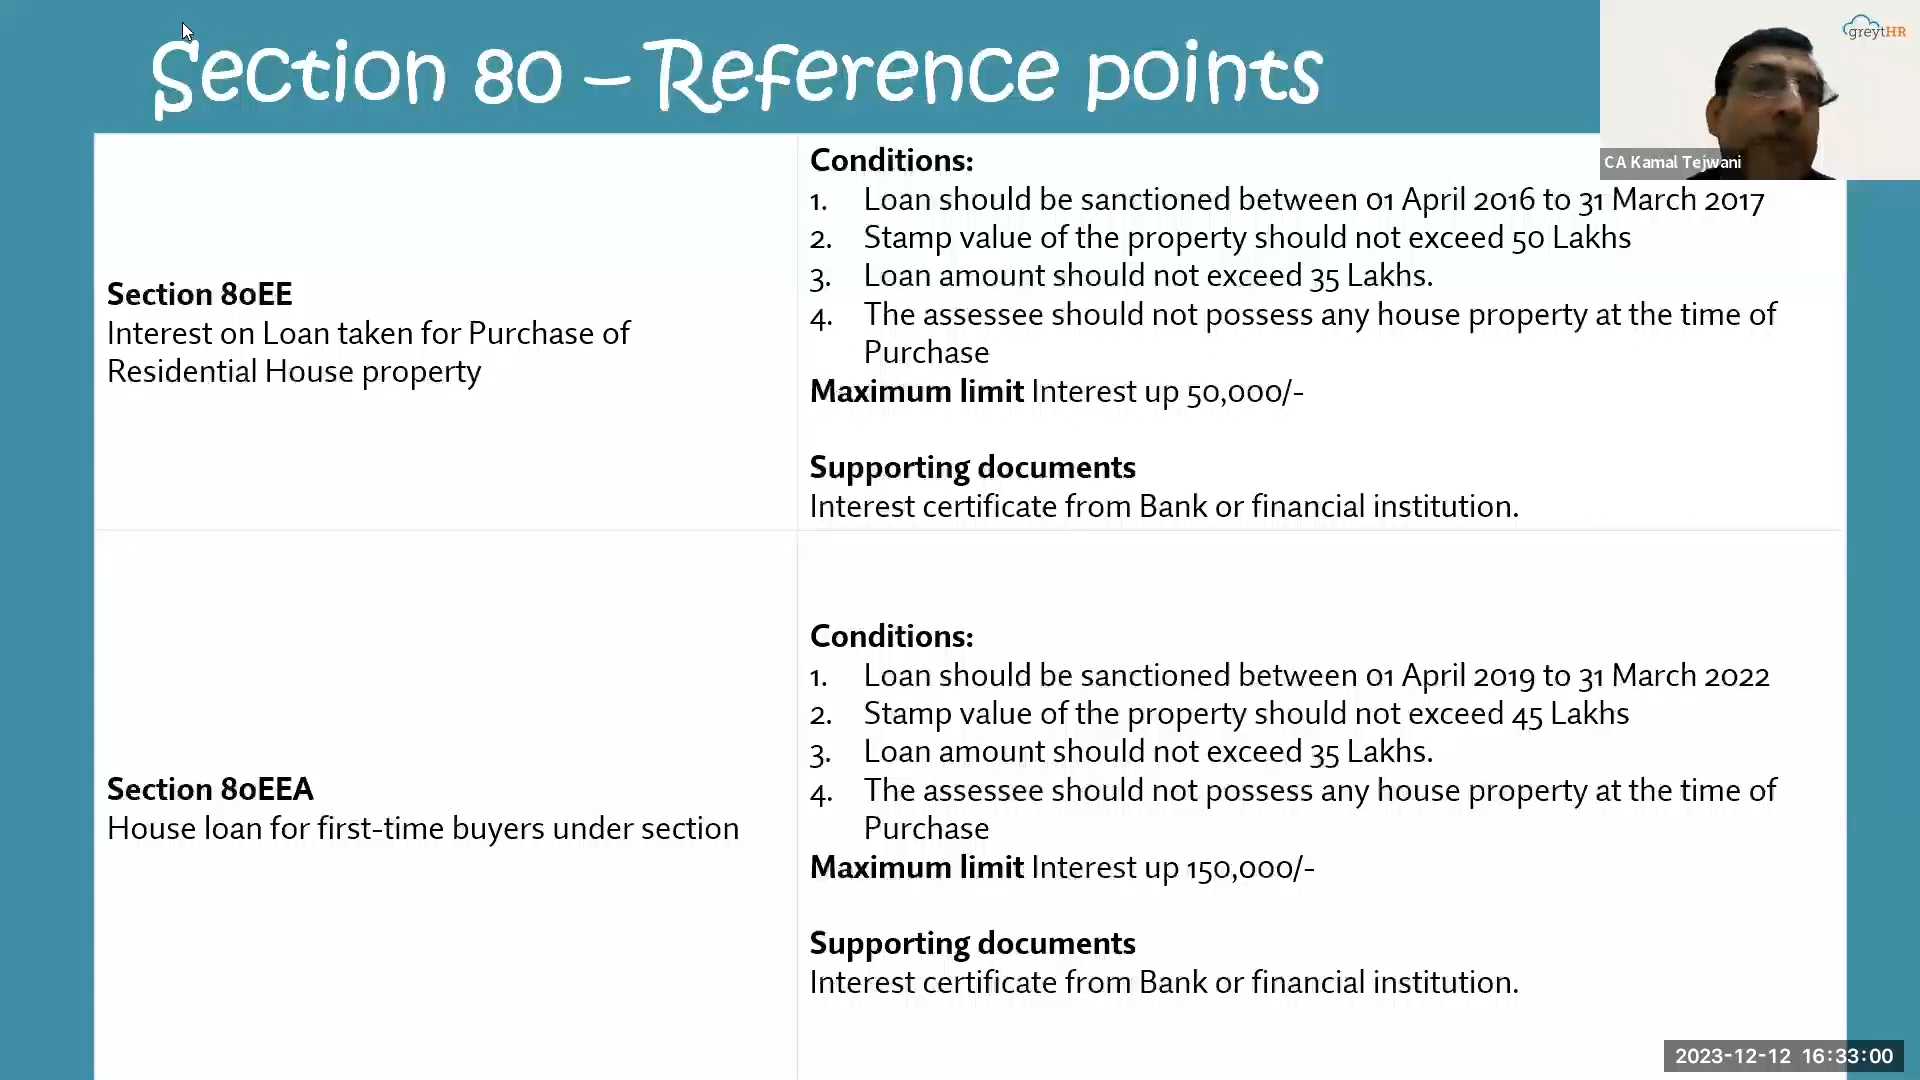 Section 80 – Reference points
greytHR
CA Kamal Tejwani
Section 80EE
Interest on Loan taken for Purchase of
Residential House property
Conditions:
1. Loan should be sanctioned between 01 April 2016 to 31 March 2017
2. Stamp value of the property should not exceed 50 Lakhs
3. Loan amount should not exceed 35 Lakhs.
4. The assessee should not possess any house property at the time of
Purchase
Maximum limit Interest up 50,000/-
Supporting documents
Interest certificate from Bank or financial institution.
Section 80EEA
House loan for first-time buyers under section
Conditions:
1. Loan should be sanctioned between 01 April 2019 to 31 March 2022
2. Stamp value of the property should not exceed 45 Lakhs
3. Loan amount should not exceed 35 Lakhs.
4. The assessee should not possess any house property at the time of
Purchase
Maximum limit Interest up 150,000/-
Supporting documents
Interest certificate from Bank or financial institution.
2023-12-12 16:33:00